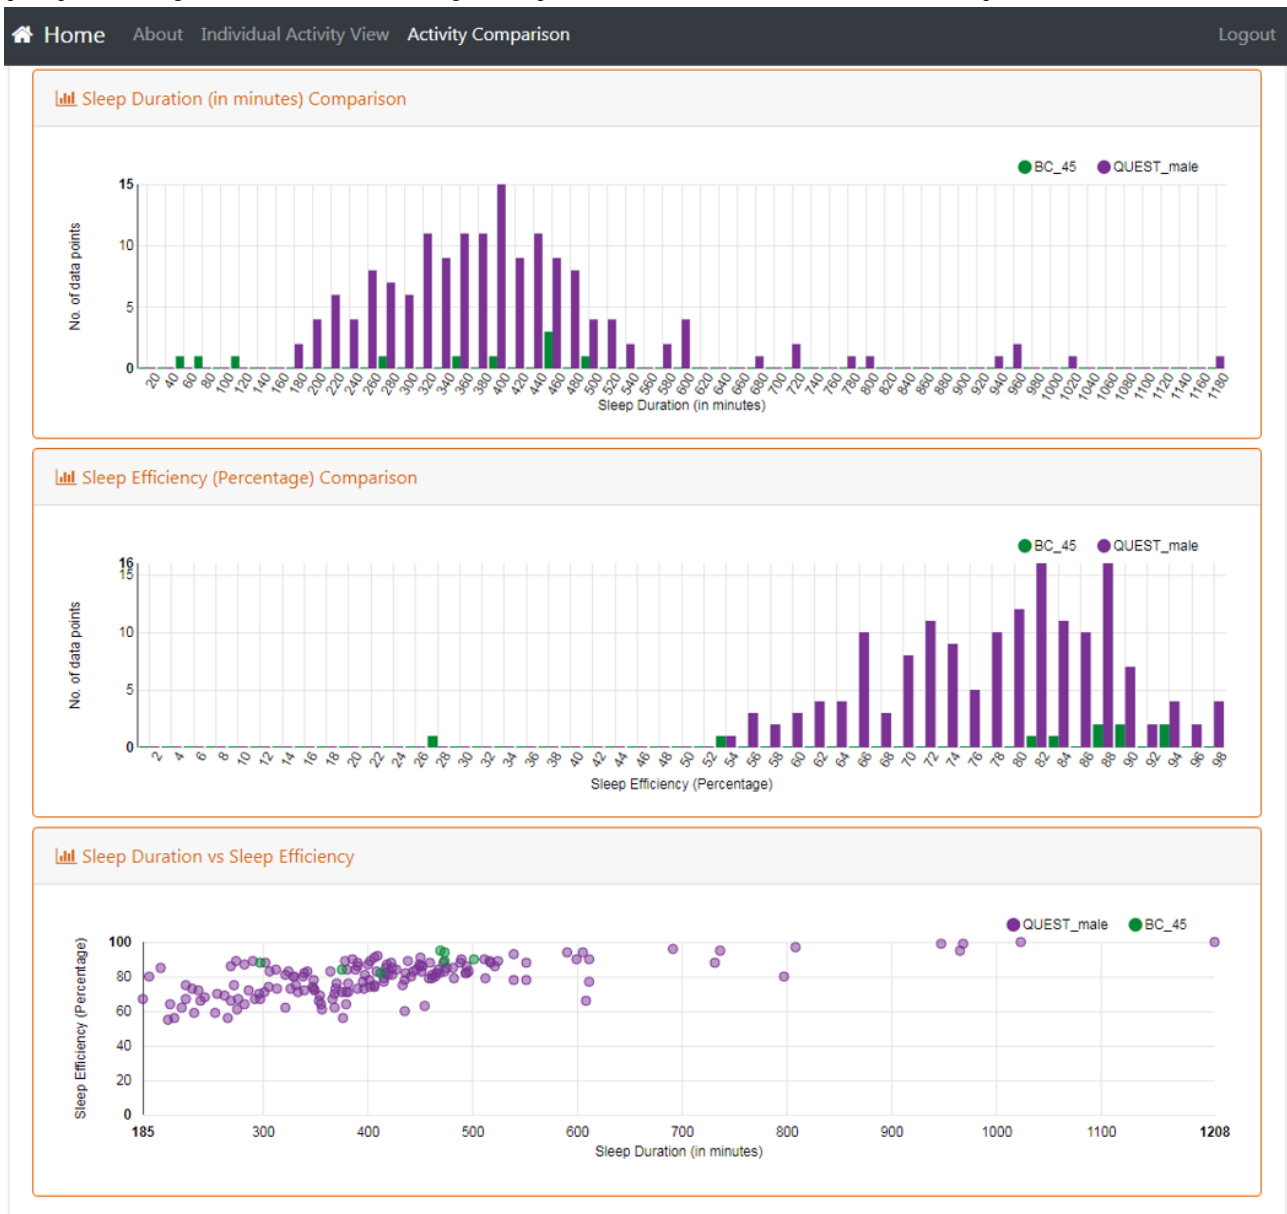 Home About Individual Activity View Activity Comparison Logout
Sleep Duration (in minutes) Comparison
BC_45 QUEST_male
15
10
5
0
No. of data points
20 40 60 80 100 120 140 160 180 200 220 240 260 280 300 320 340 360 380 400 420 440 460 480 500 520 540 560 580 600 620 640 660 680 700 720 740 760 780 800 820 840 860 880 900 920 940 960 980 1000 1020 1040 1060 1080 1100 1120 1140 1160 1180
Sleep Duration (in minutes)
Sleep Efficiency (Percentage) Comparison
BC_45 QUEST_male
16
15
10
5
0
No. of data points
2 4 6 8 10 12 14 16 18 20 22 24 26 28 30 32 34 36 38 40 42 44 46 48 50 52 54 56 58 60 62 64 66 68 70 72 74 76 78 80 82 84 86 88 90 92 94 96 98
Sleep Efficiency (Percentage)
Sleep Duration vs Sleep Efficiency
QUEST_male BC_45
100
80
60
40
20
0
Sleep Efficiency (Percentage)
185 300 400 500 600 700 800 900 1000 1100 1208
Sleep Duration (in minutes)